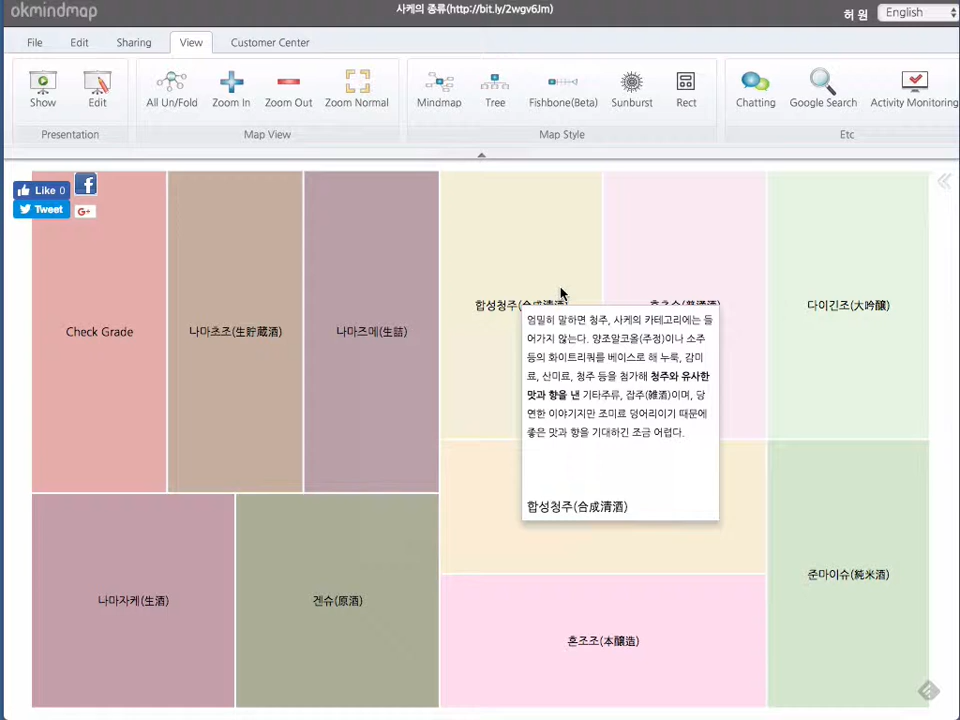 okmindmap
사케의 종류(http://bit.ly/2wgv6Jm)
허 원
English
File Edit Sharing View Customer Center
Show Edit All Un/Fold Zoom In Zoom Out Zoom Normal Mindmap Tree Fishbone(Beta) Sunburst Rect Chatting Google Search Activity Monitoring
Presentation Map View Map Style Etc
Like 0
Tweet
G+
Check Grade
나마초조(生貯蔵酒)
나마즈메(生詰)
합성청주(合成清酒)
다이긴조(大吟醸)
엄밀히 말하면 청주, 사케의 카테고리에는 들
어가지 않는다. 양조알코올(주정)이나 소주
등의 화이트리쿼를 베이스로 해 누룩, 감미
료, 산미료, 청주 등을 첨가해 청주와 유사한
맛과 향을 낸 기타주류, 잡주(雑酒)이며, 당
연한 이야기지만 조미료 덩어리이기 때문에
좋은 맛과 향을 기대하긴 조금 어렵다.
합성청주(合成清酒)
나마자케(生酒)
겐슈(原酒)
혼조조(本醸造)
준마이슈(純米酒)